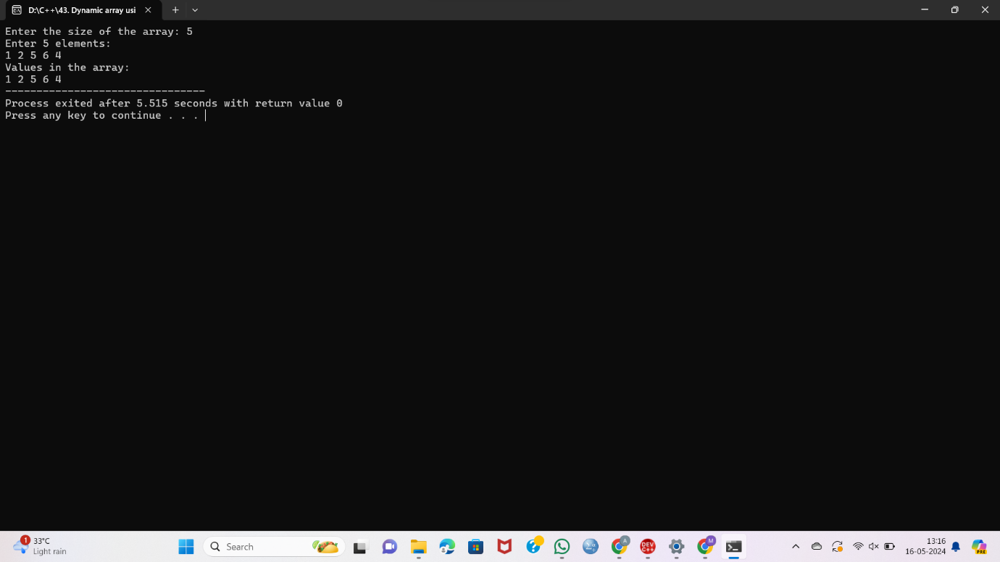 D:\C++\43. Dynamic array usi
Enter the size of the array: 5
Enter 5 elements:
1 2 5 6 4
Values in the array:
1 2 5 6 4
--------------------------------
Process exited after 5.515 seconds with return value 0
Press any key to continue . . .
1
33°C
Light rain
Search
A
DEV
C++
M
13:16
16-05-2024
PRE